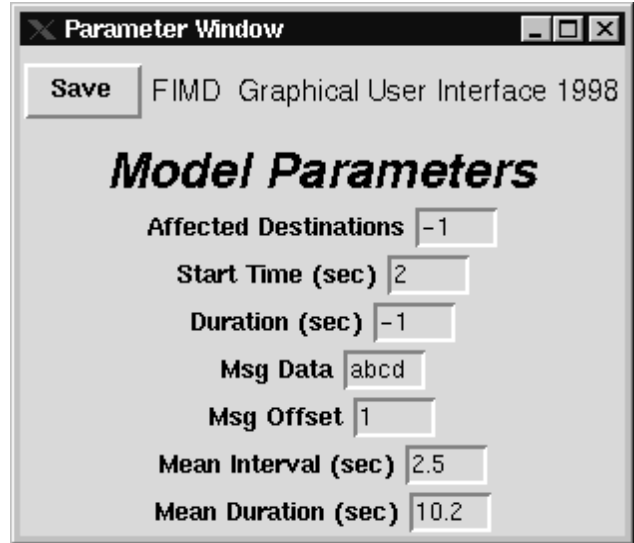 Parameter Window
Save FIMD Graphical User Interface 1998
Model Parameters
Affected Destinations -1
Start Time (sec) 2
Duration (sec) -1
Msg Data abcd
Msg Offset 1
Mean Interval (sec) 2.5
Mean Duration (sec) 10.2